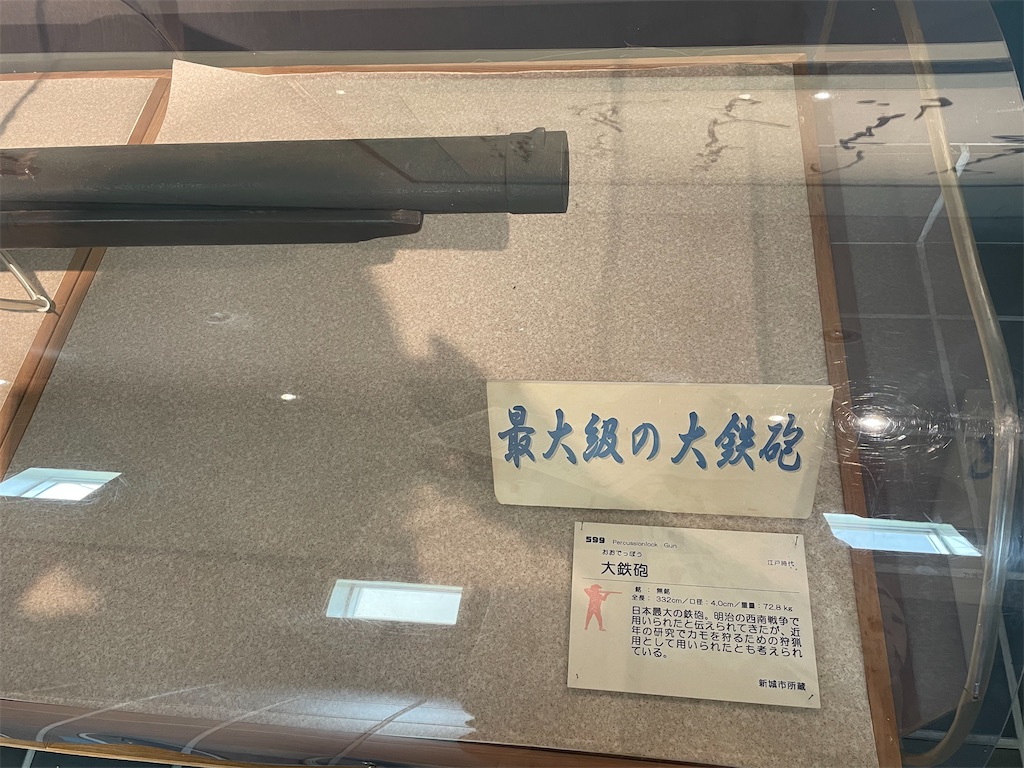 最大級の大鉄砲
599 Percussionlock Gun
おおでっぽう
大鉄砲
江戸時代
銘 : 無銘
全長 : 332cm/口径 : 4.0cm/重量 : 72.8kg
日本最大の鉄砲。明治の西南戦争で
用いられたと伝えられてきたが、近
年の研究でカモを狩るための狩猟
用として用いられたとも考えられ
ている。
新城市所蔵